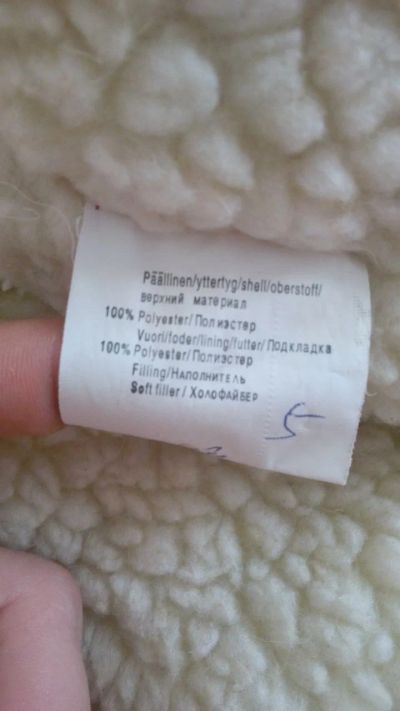 Päällinen/yttertyg/shell/oberstoff/
верхний материал
100% Polyester/Полиэстер
Vuori/foder/lining/futter/Подкладка
100% Polyester/Полиэстер
Filling/Наполнитель
Soft filler / Холофайбер
5